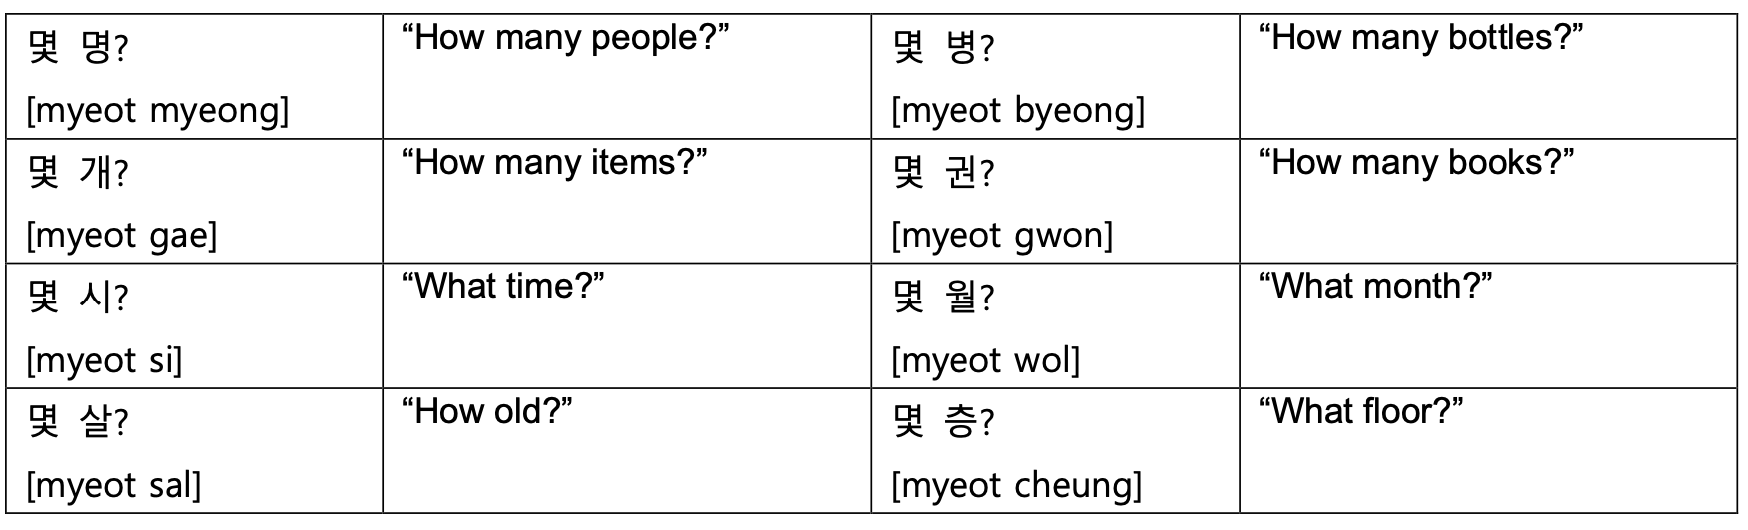 몇 명?
[myeot myeong]
“How many people?”
몇 병?
[myeot byeong]
“How many bottles?”
몇 개?
[myeot gae]
“How many items?”
몇 권?
[myeot gwon]
“How many books?”
몇 시?
[myeot si]
“What time?”
몇 월?
[myeot wol]
“What month?”
몇 살?
[myeot sal]
“How old?”
몇 층?
[myeot cheung]
“What floor?”